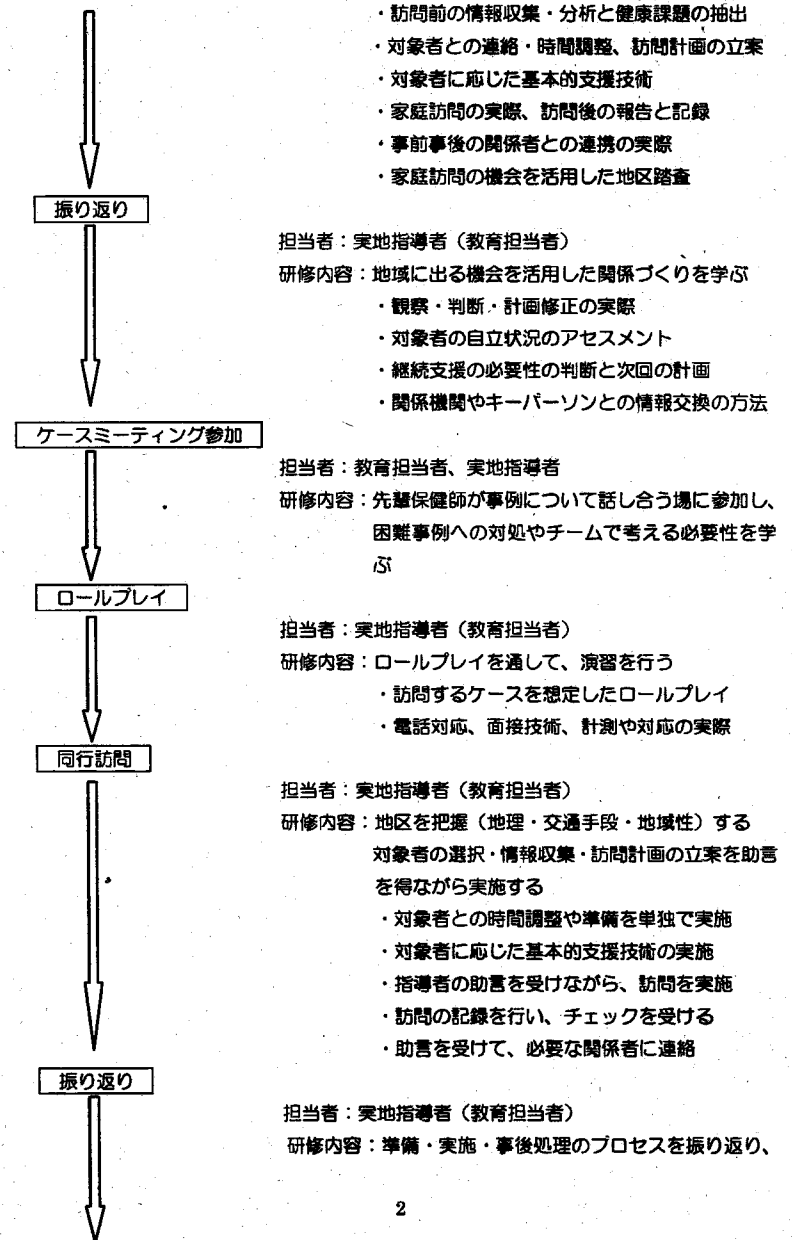 ・訪問前の情報収集・分析と健康課題の抽出
・対象者との連絡・時間調整、訪問計画の立案
・対象者に応じた基本的支援技術
・家庭訪問の実際、訪問後の報告と記録
・事前事後の関係者との連携の実際
・家庭訪問の機会を活用した地区踏査
振り返り
担当者：実地指導者（教育担当者）
研修内容：地域に出る機会を活用した関係づくりを学ぶ
・観察・判断・計画修正の実際
・対象者の自立状況のアセスメント
・継続支援の必要性の判断と次回の計画
・関係機関やキーパーソンとの情報交換の方法
ケースミーティング参加
担当者：教育担当者、実地指導者
研修内容：先輩保健師が事例について話し合う場に参加し、
困難事例への対処やチームで考える必要性を学
ぶ
ロールプレイ
担当者：実地指導者（教育担当者）
研修内容：ロールプレイを通して、演習を行う
・訪問するケースを想定したロールプレイ
・電話対応、面接技術、計測や対応の実際
同行訪問
担当者：実地指導者（教育担当者）
研修内容：地区を把握（地理・交通手段・地域性）する
対象者の選択・情報収集・訪問計画の立案を助言
を得ながら実施する
・対象者との時間調整や準備を単独で実施
・対象者に応じた基本的支援技術の実施
・指導者の助言を受けながら、訪問を実施
・訪問の記録を行い、チェックを受ける
・助言を受けて、必要な関係者に連絡
振り返り
担当者：実地指導者（教育担当者）
研修内容：準備・実施・事後処理のプロセスを振り返り、
2